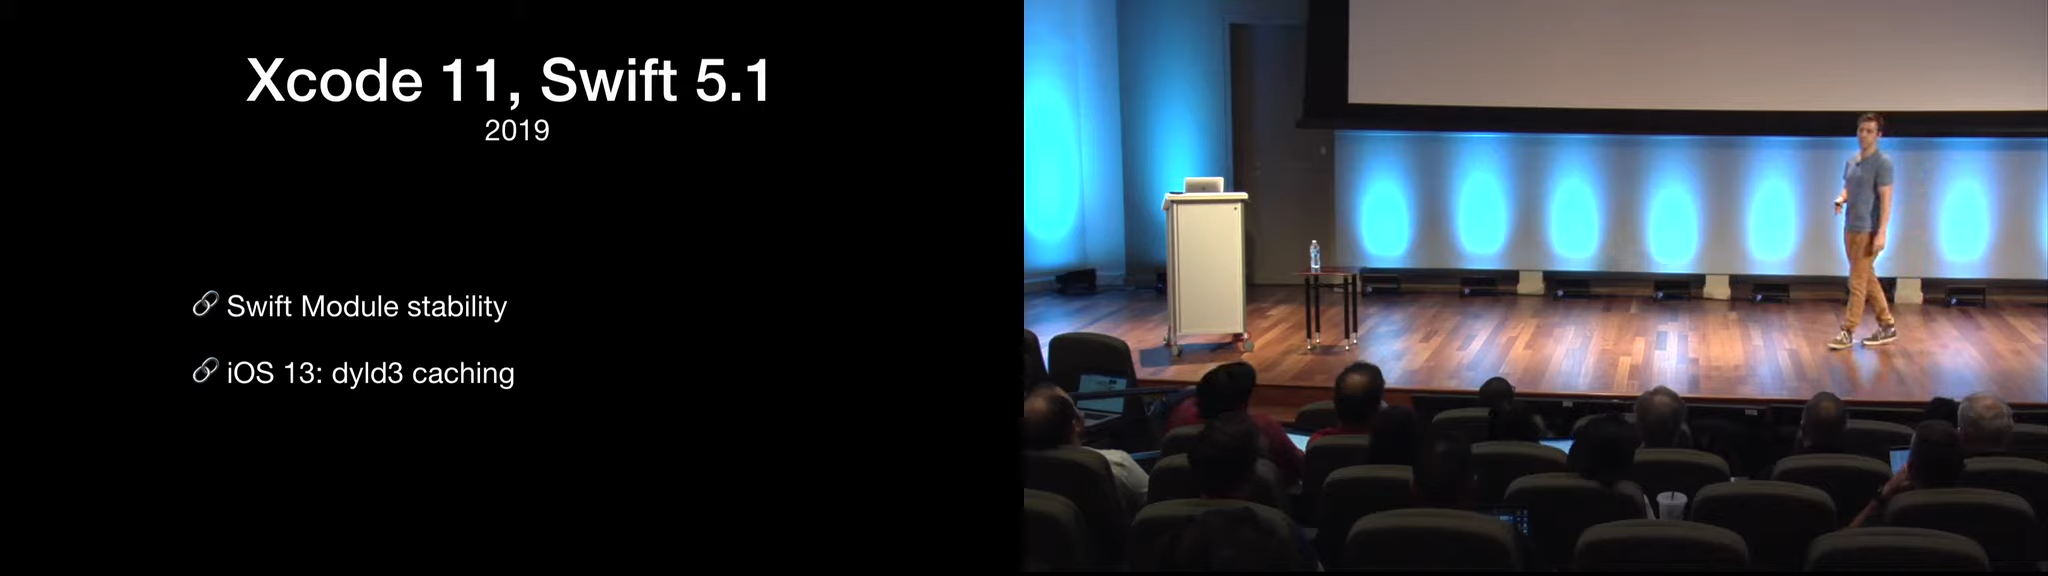 Xcode 11, Swift 5.1
2019
Swift Module stability
iOS 13: dyld3 caching